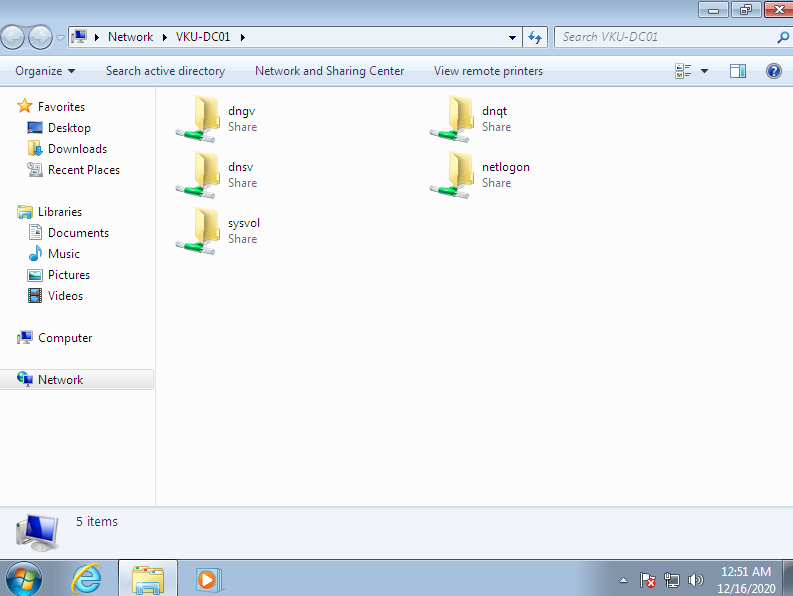 Network VKU-DC01
Search VKU-DC01
Organize Search active directory Network and Sharing Center View remote printers
Favorites
Desktop
Downloads
Recent Places
Libraries
Documents
Music
Pictures
Videos
Computer
Network
dngv
Share
dnqt
Share
dnsv
Share
netlogon
Share
sysvol
Share
5 items
12:51 AM
12/16/2020